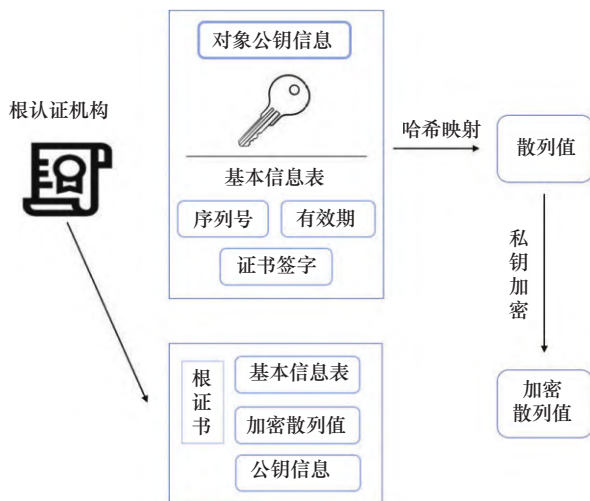 对象公钥信息
根认证机构
基本信息表
序列号
有效期
证书签字
哈希映射
散列值
私
钥
加
密
加密
散列值
根
证
书
基本信息表
加密散列值
公钥信息